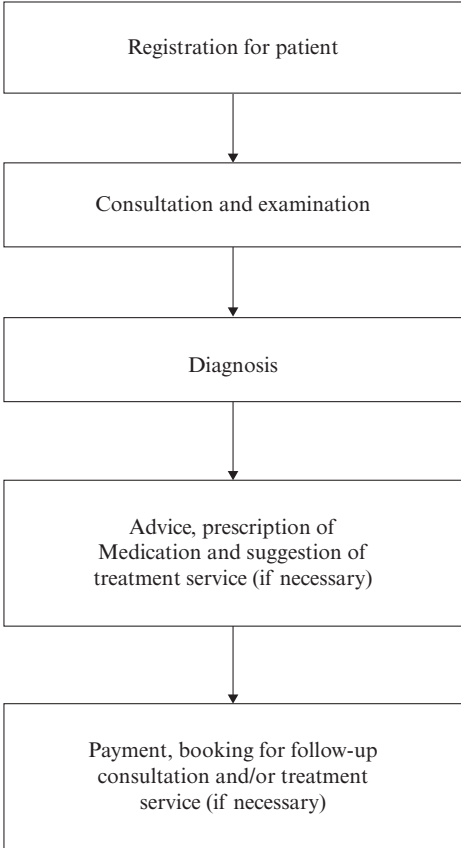 Registration for patient
Consultation and examination
Diagnosis
Advice, prescription of
Medication and suggestion of
treatment service (if necessary)
Payment, booking for follow-up
consultation and/or treatment
service (if necessary)